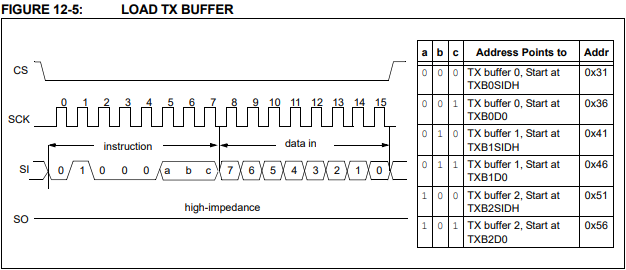 FIGURE 12-5: LOAD TX BUFFER
CS
0 1 2 3 4 5 6 7 8 9 10 11 12 13 14 15
SCK
instruction data in
SI 0 1 0 0 0 a b c 7 6 5 4 3 2 1 0
high-impedance
SO
a b c Address Points to Addr
0 0 0 TX buffer 0, Start at 0x31
TXB0SIDH
0 0 1 TX buffer 0, Start at 0x36
TXB0D0
0 1 0 TX buffer 1, Start at 0x41
TXB1SIDH
0 1 1 TX buffer 1, Start at 0x46
TXB1D0
1 0 0 TX buffer 2, Start at 0x51
TXB2SIDH
1 0 1 TX buffer 2, Start at 0x56
TXB2D0